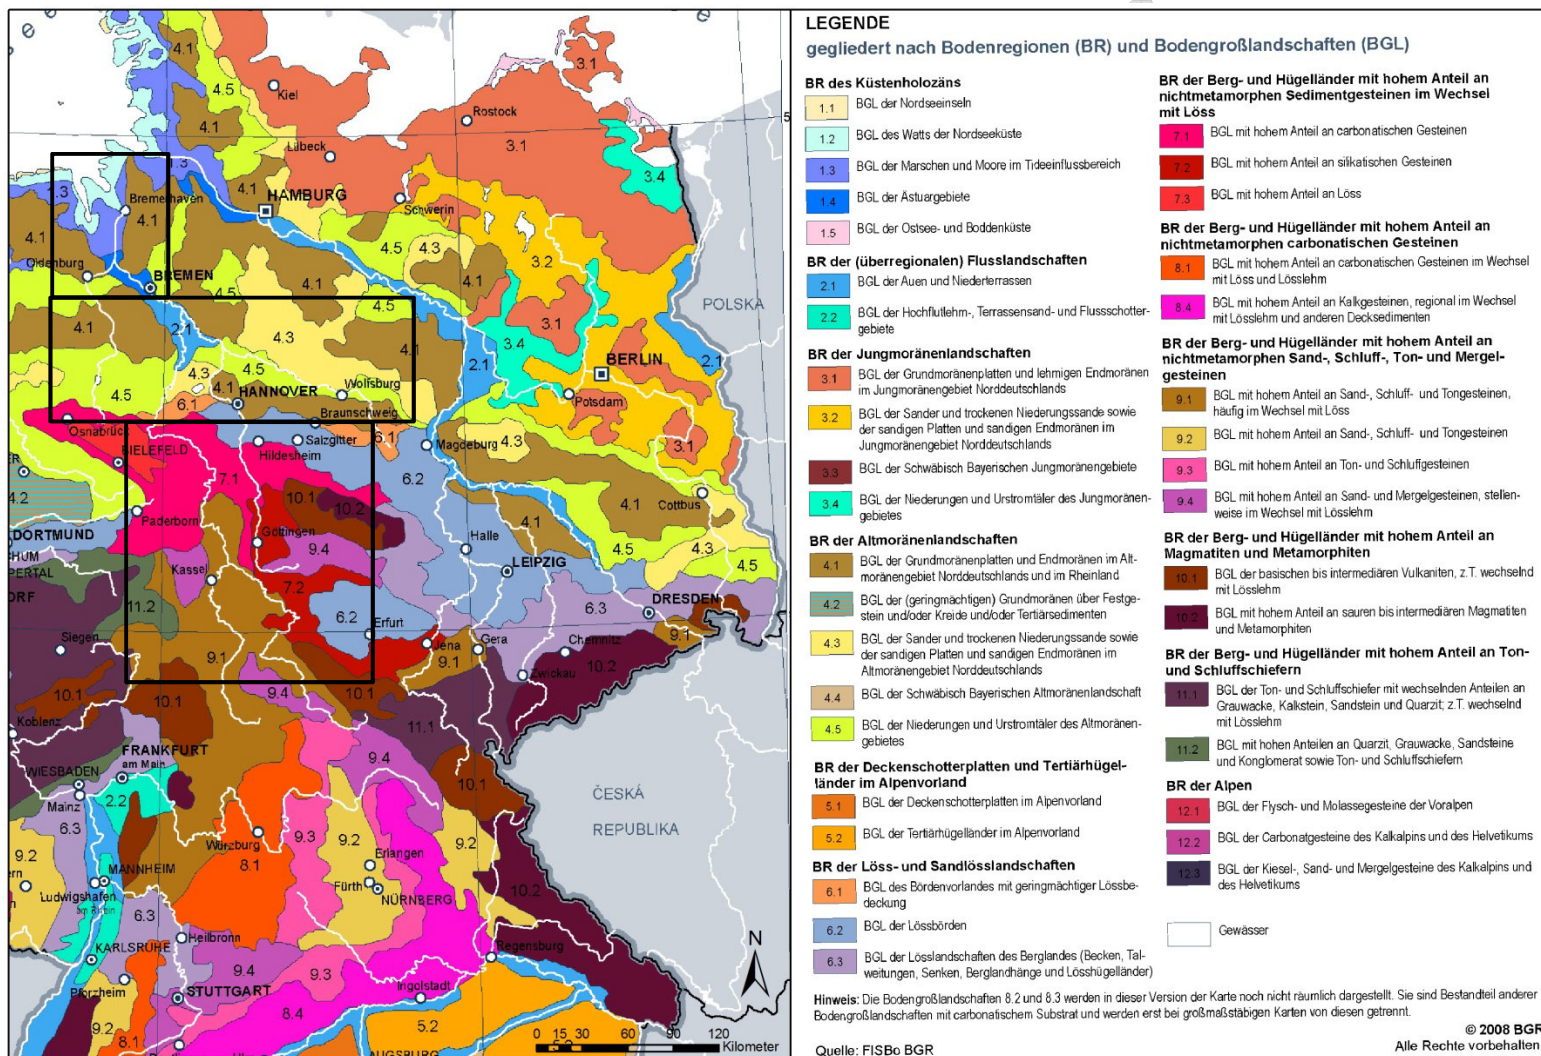 Kiel
Rostock
Lübeck
HAMBURG
Schwerin
Bremerhaven
Oldenburg
BREMEN
POLSKA
BERLIN
Potsdam
Wolfsburg
HANNOVER
Braunschweig
Osnabrück
Salzgitter
Hildesheim
Magdeburg
BIELEFELD
Cottbus
Paderborn
DORTMUND
Göttingen
Halle
LEIPZIG
Kassel
DRESDEN
Erfurt
Siegen
Jena
Gera
Chemnitz
Zwickau
Koblenz
FRANKFURT
am Main
WIESBADEN
Mainz
ČESKÁ
REPUBLIKA
Würzburg
Erlangen
Fürth
NÜRNBERG
MANNHEIM
Ludwigshafen
Heilbronn
KARLSRUHE
Regensburg
Pforzheim
STUTTGART
Ingolstadt
AUGSBURG
N
0 15 30 60 90 120
Kilometer
LEGENDE
gegliedert nach Bodenregionen (BR) und Bodengroßlandschaften (BGL)
BR des Küstenholozäns
1.1 BGL der Nordseeinseln
1.2 BGL des Watts der Nordseeküste
1.3 BGL der Marschen und Moore im Tideeinflussbereich
1.4 BGL der Ästuargebiete
1.5 BGL der Ostsee- und Boddenküste
BR der (überregionalen) Flusslandschaften
2.1 BGL der Auen und Niederterrassen
2.2 BGL der Hochflutlehm-, Terrassensand- und Flussschotter-
gebiete
BR der Jungmoränenlandschaften
3.1 BGL der Grundmoränenplatten und lehmigen Endmoränen
im Jungmoränengebiet Norddeutschlands
3.2 BGL der Sander und trockenen Niederungssande sowie
der sandigen Platten und sandigen Endmoränen im
Jungmoränengebiet Norddeutschlands
3.3 BGL der Schwäbisch Bayerischen Jungmoränengebiete
3.4 BGL der Niederungen und Urstromtäler des Jungmoränen-
gebietes
BR der Altmoränenlandschaften
4.1 BGL der Grundmoränenplatten und Endmoränen im Alt-
moränengebiet Norddeutschlands und im Rheinland
4.2 BGL der (geringmächtigen) Grundmoränen über Festge-
stein und/oder Kreide und/oder Tertiärsedimenten
4.3 BGL der Sander und trockenen Niederungssande sowie
der sandigen Platten und sandigen Endmoränen im
Altmoränengebiet Norddeutschlands
4.4 BGL der Schwäbisch Bayerischen Altmoränenlandschaft
4.5 BGL der Niederungen und Urstromtäler des Altmoränen-
gebietes
BR der Deckenschotterplatten und Tertiärhügel-
länder im Alpenvorland
5.1 BGL der Deckenschotterplatten im Alpenvorland
5.2 BGL der Tertiärhügelländer im Alpenvorland
BR der Löss- und Sandlösslandschaften
6.1 BGL des Bördenvorlandes mit geringmächtiger Lössbe-
deckung
6.2 BGL der Lössbörden
6.3 BGL der Lösslandschaften des Berglandes (Becken, Tal-
weitungen, Senken, Berglandhänge und Lösshügelländer)
BR der Berg- und Hügelländer mit hohem Anteil an
nichtmetamorphen Sedimentgesteinen im Wechsel
mit Löss
7.1 BGL mit hohem Anteil an carbonatischen Gesteinen
7.2 BGL mit hohem Anteil an silikatischen Gesteinen
7.3 BGL mit hohem Anteil an Löss
BR der Berg- und Hügelländer mit hohem Anteil an
nichtmetamorphen carbonatischen Gesteinen
8.1 BGL mit hohem Anteil an carbonatischen Gesteinen im Wechsel
mit Löss und Lösslehm
8.4 BGL mit hohem Anteil an Kalkgesteinen, regional im Wechsel
mit Lösslehm und anderen Decksedimenten
BR der Berg- und Hügelländer mit hohem Anteil an
nichtmetamorphen Sand-, Schluff-, Ton- und Mergel-
gesteinen
9.1 BGL mit hohem Anteil an Sand-, Schluff- und Tongesteinen,
häufig im Wechsel mit Löss
9.2 BGL mit hohem Anteil an Sand-, Schluff- und Tongesteinen
9.3 BGL mit hohem Anteil an Ton- und Schluffgesteinen
9.4 BGL mit hohem Anteil an Sand- und Mergelgesteinen, stellen-
weise im Wechsel mit Lösslehm
BR der Berg- und Hügelländer mit hohem Anteil an
Magmatiten und Metamorphiten
10.1 BGL der basischen bis intermediären Vulkaniten, z.T. wechselnd
mit Lösslehm
10.2 BGL mit hohem Anteil an sauren bis intermediären Magmatiten
und Metamorphiten
BR der Berg- und Hügelländer mit hohem Anteil an Ton-
und Schluffschiefern
11.1 BGL der Ton- und Schluffschiefer mit wechselnden Anteilen an
Grauwacke, Kalkstein, Sandstein und Quarzit; z.T. wechselnd
mit Lösslehm
11.2 BGL mit hohen Anteilen an Quarzit, Grauwacke, Sandsteine
und Konglomerat sowie Ton- und Schluffschiefern
BR der Alpen
12.1 BGL der Flysch- und Molassegesteine der Voralpen
12.2 BGL der Carbonatgesteine des Kalkalpins und des Helvetikums
12.3 BGL der Kiesel-, Sand- und Mergelgesteine des Kalkalpins und
des Helvetikums
Gewässer
Hinweis: Die Bodengroßlandschaften 8.2 und 8.3 werden in dieser Version der Karte noch nicht räumlich dargestellt. Sie sind Bestandteil anderer
Bodengroßlandschaften mit carbonatischem Substrat und werden erst bei großmaßstäbigen Karten von diesen getrennt.
Quelle: FISBo BGR
© 2008 BGR
Alle Rechte vorbehalten